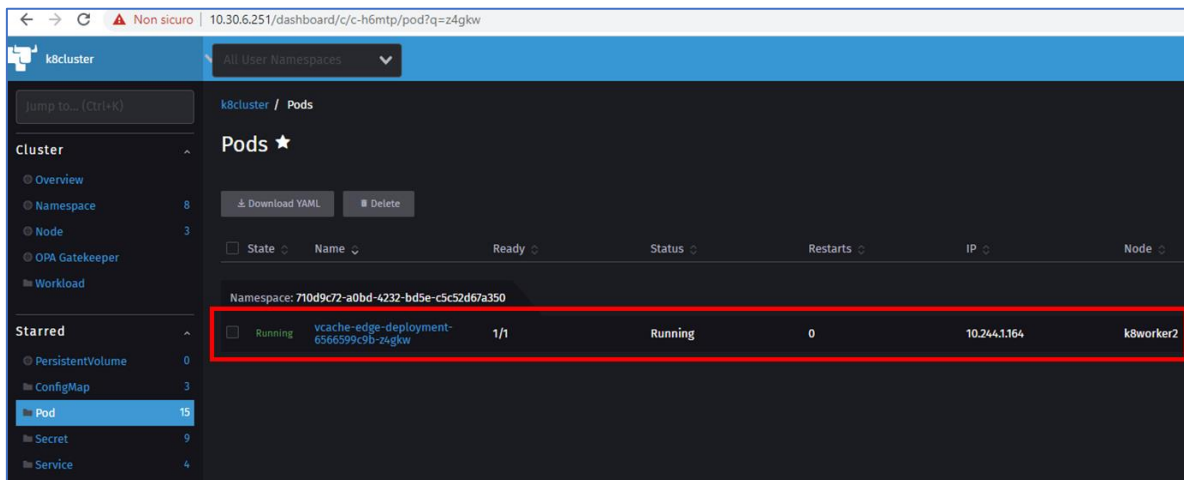 Non sicuro 10.30.6.251/dashboard/c/c-h6mtp/pod?q=z4gkw
k8cluster All User Namespaces
Jump to... (Ctrl+K)
k8cluster / Pods
Pods
Cluster
Overview
Namespace 8
Node 3
OPA Gatekeeper
Workload
Download YAML Delete
State Name Ready Status Restarts IP Node
Namespace: 710d9c72-a0bd-4232-bd5e-c5c52d67a350
Running vcache-edge-deployment-6566599c9b-z4gkw 1/1 Running 0 10.244.1.164 k8worker2
Starred
PersistentVolume 0
ConfigMap 3
Pod 15
Secret 9
Service 4